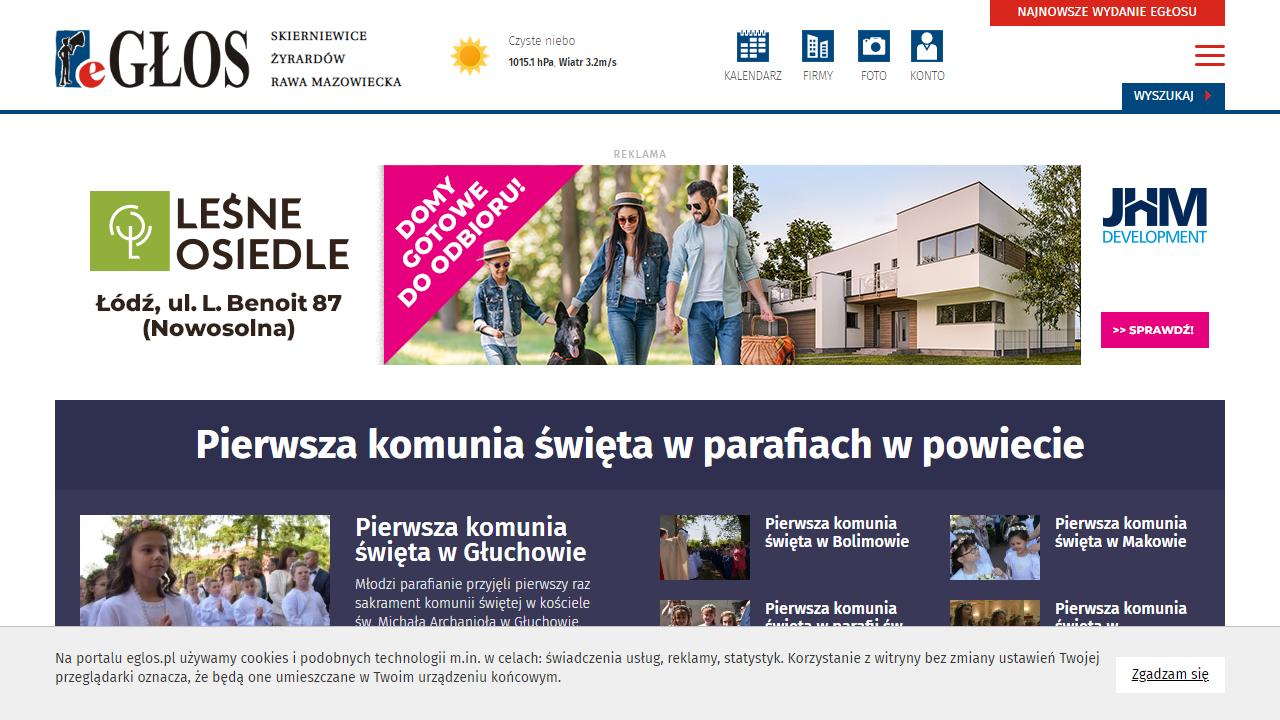 NAJNOWSZE WYDANIE EGŁOSU
eGŁOS
SKIERNIEWICE
ŻYRARDÓW
RAWA MAZOWIECKA
Czyste niebo
1015.1 hPa, Wiatr 3.2m/s
KALENDARZ
FIRMY
FOTO
KONTO
WYSZUKAJ
REKLAMA
LEŚNE
OSIEDLE
Łódź, ul. L. Benoit 87
(Nowosolna)
DOMY
GOTOWE
DO ODBIORU!
JHM
DEVELOPMENT
>> SPRAWDŹ!
Pierwsza komunia święta w parafiach w powiecie
Pierwsza komunia
święta w Głuchowie
Młodzi parafianie przyjęli pierwszy raz
sakrament komunii świętej w kościele
św. Michała Archanioła w Głuchowie
Pierwsza komunia
święta w Bolimowie
Pierwsza komunia
święta w Makowie
Pierwsza komunia
święta w parafii św.
Pierwsza komunia
święta w
Na portalu eglos.pl używamy cookies i podobnych technologii m.in. w celach: świadczenia usług, reklamy, statystyk. Korzystanie z witryny bez zmiany ustawień Twojej
przeglądarki oznacza, że będą one umieszczane w Twoim urządzeniu końcowym.
Zgadzam się